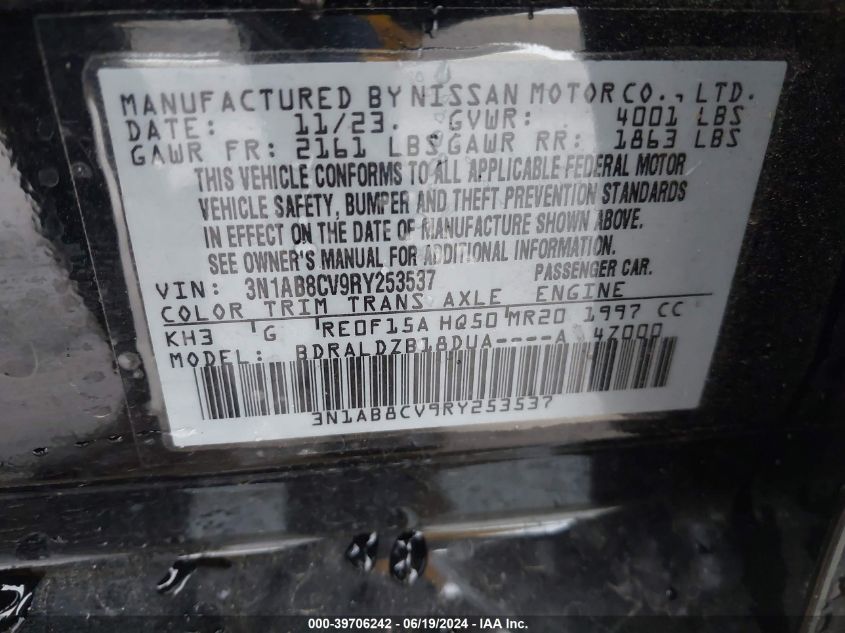 MANUFACTURED BY NISSAN MOTOR CO., LTD.
DATE: 11/23. GVWR: 4001 LBS
GAWR FR: 2161 LBS GAWR RR: 1863 LBS
THIS VEHICLE CONFORMS TO ALL APPLICABLE FEDERAL MOTOR
VEHICLE SAFETY, BUMPER AND THEFT PREVENTION STANDARDS
IN EFFECT ON THE DATE OF MANUFACTURE SHOWN ABOVE.
SEE OWNER'S MANUAL FOR ADDITIONAL INFORMATION.
VIN: 3N1AB8CV9RY253537 PASSENGER CAR.
COLOR TRIM TRANS AXLE ENGINE
KH3 G RE0F15A HQ50 MR20 1997 CC
MODEL: BDRALDZB18DUA----A 47000
3N1AB8CV9RY253537
000-39706242 - 06/19/2024 - IAAI.com